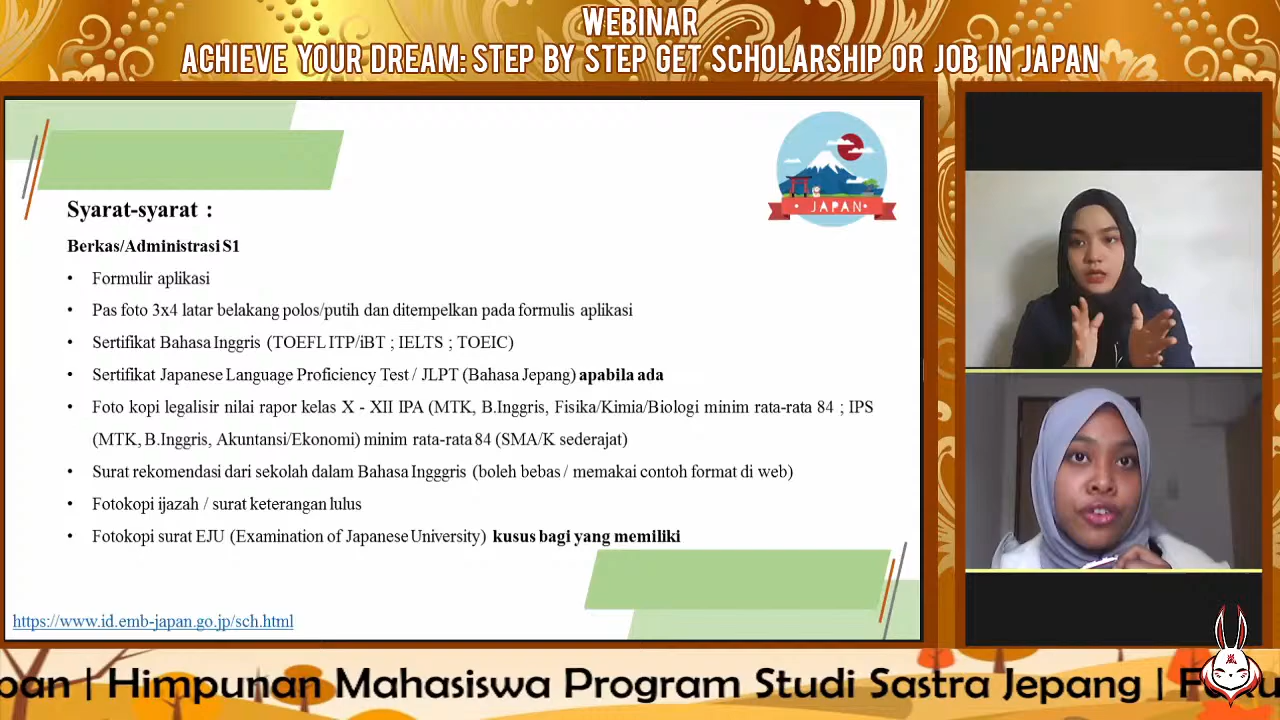 WEBINAR
ACHIEVE YOUR DREAM: STEP BY STEP GET SCHOLARSHIP OR JOB IN JAPAN
JAPAN
Syarat-syarat :
Berkas/Administrasi S1
• Formulir aplikasi
• Pas foto 3x4 latar belakang polos/putih dan ditempelkan pada formulis aplikasi
• Sertifikat Bahasa Inggris (TOEFL ITP/iBT ; IELTS ; TOEIC)
• Sertifikat Japanese Language Proficiency Test / JLPT (Bahasa Jepang) apabila ada
• Foto kopi legalisir nilai rapor kelas X - XII IPA (MTK, B.Inggris, Fisika/Kimia/Biologi minim rata-rata 84 ; IPS
(MTK, B.Inggris, Akuntansi/Ekonomi) minim rata-rata 84 (SMA/K sederajat)
• Surat rekomendasi dari sekolah dalam Bahasa Ingggris (boleh bebas / memakai contoh format di web)
• Fotokopi ijazah / surat keterangan lulus
• Fotokopi surat EJU (Examination of Japanese University) kusus bagi yang memiliki
https://www.id.emb-japan.go.jp/sch.html
pan | Himpunan Mahasiswa Program Studi Sastra Jepang |